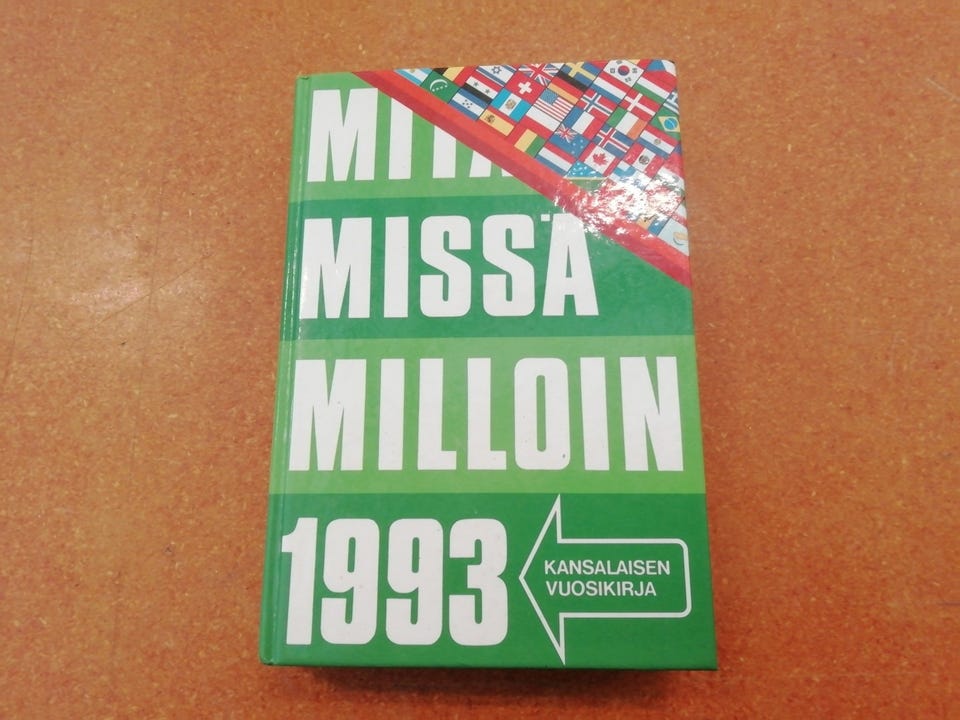 MISSÄ
MILLOIN
1993
KANSALAISEN
VUOSIKIRJA